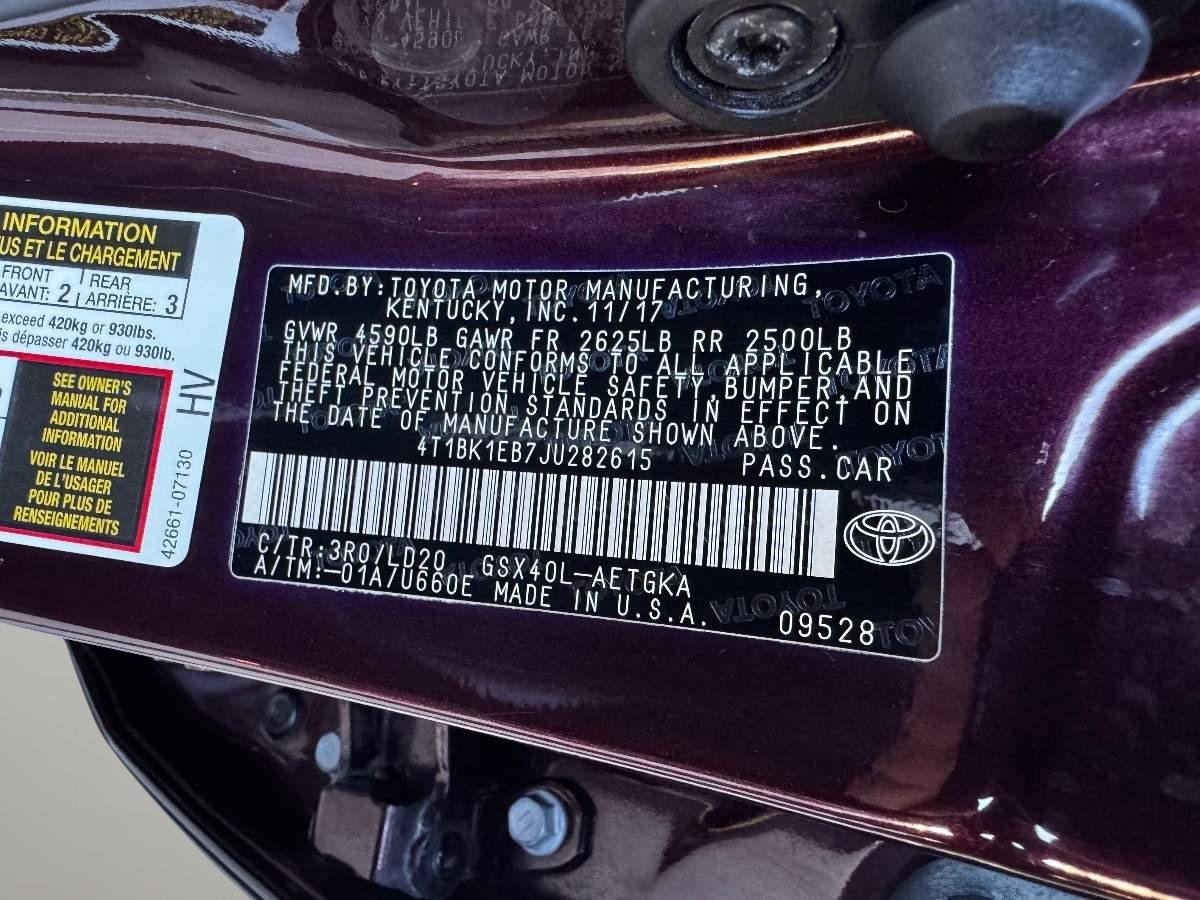 INFORMATION
US ET LE CHARGEMENT
FRONT
AVANT: 2
REAR
ARRIÈRE: 3
exceed 420kg or 930lbs.
is dépasser 420kg ou 930lb.
SEE OWNER'S
MANUAL FOR
ADDITIONAL
INFORMATION
VOIR LE MANUEL
DE L'USAGER
POUR PLUS DE
RENSEIGNEMENTS
42661-07130
HV
MFD.BY:TOYOTA MOTOR MANUFACTURING,
KENTUCKY,INC.11/17
GVWR 4590LB GAWR FR 2625LB RR 2500LB
THIS VEHICLE CONFORMS TO ALL APPLICABLE
FEDERAL MOTOR VEHICLE SAFETY,BUMPER,AND
THEFT PREVENTION STANDARDS IN EFFECT ON
THE DATE OF MANUFACTURE SHOWN ABOVE.
4T1BK1EB7JU282615 PASS.CAR
C/TR:3R0/LD20 GSX40L-AETGKA
A/TM:-01A/U660E MADE IN U.S.A.
09528